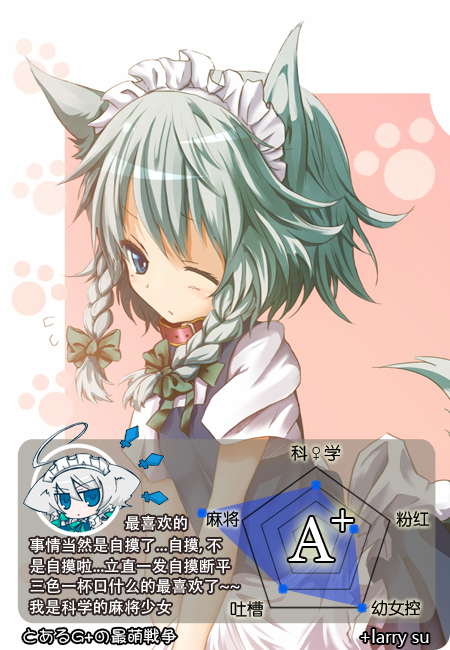 科♀学
麻将
粉红
A+
吐槽
幼女控
最喜欢的
事情当然是自摸了...自摸,不
是自摸啦...立直一发自摸断平
三色一杯口什么的最喜欢了~~
我是科学的麻将少女
とあるG+の最萌戦争
+larry su